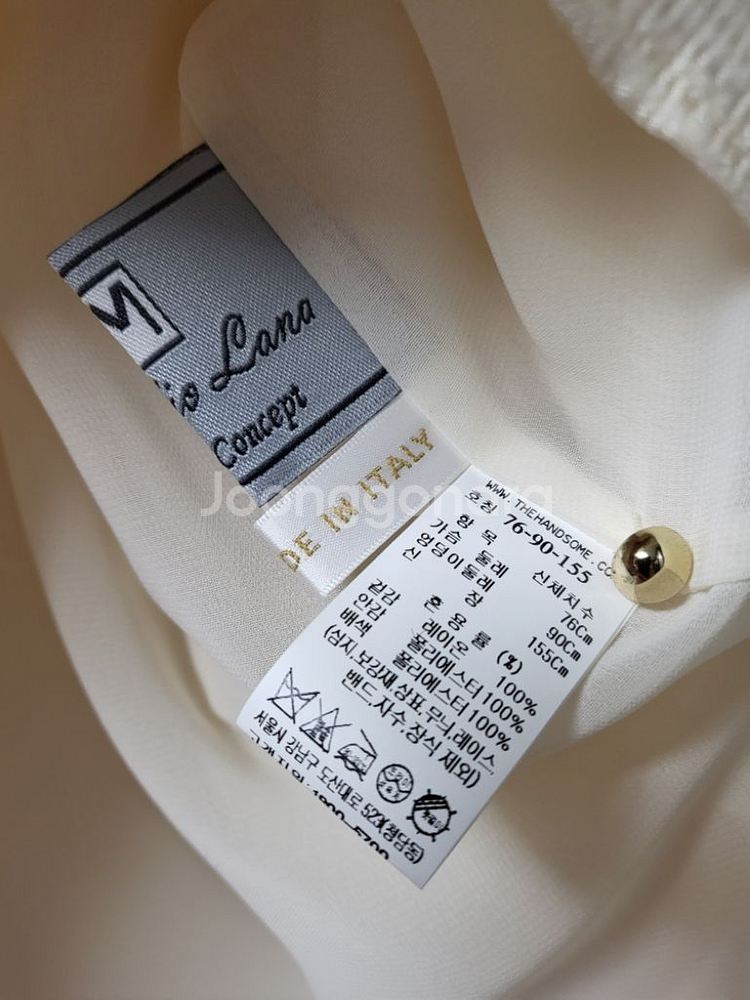 M
io Lana
Concept
DE IN ITALY
Joonggonara
WWW.THEHANDSOME.CO
호칭 76-90-155
항 목 신체치수
가슴 둘레 76Cm
엉덩이둘레 90Cm
신 장 155Cm
혼 용 률 (%)
겉감 레이온 100%
안감 폴리에스터 100%
배색 폴리에스터 100%
(심지,보강재,상표,무늬,레이스,
밴드,자수,장식 제외)
서울시 강남구 도산대로 523(청담동)